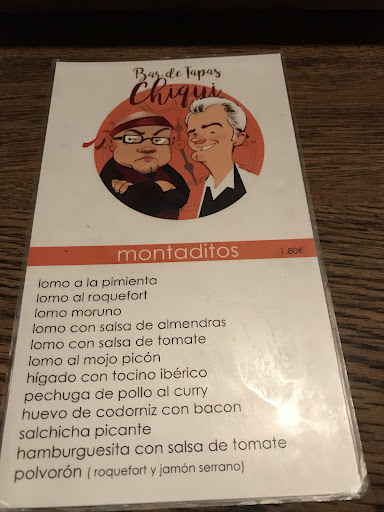 Bar de Tapas
Chiqui
montaditos 1.80€
lomo a la pimienta
lomo al roquefort
lomo moruno
lomo con salsa de almendras
lomo con salsa de tomate
lomo al mojo picón
hígado con tocino ibérico
pechuga de pollo al curry
huevo de codorniz con bacon
salchicha picante
hamburguesita con salsa de tomate
polvorón ( roquefort y jamón serrano)